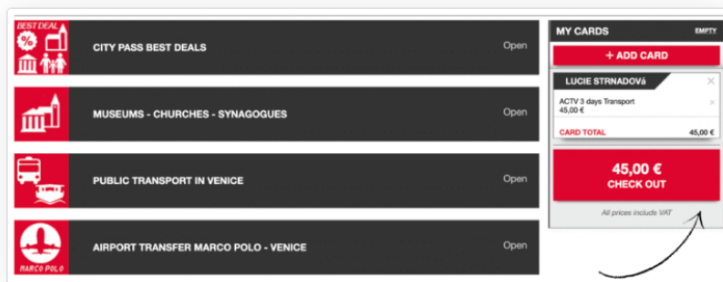 BEST DEAL
%
CITY PASS BEST DEALS
Open
MUSEUMS - CHURCHES - SYNAGOGUES
Open
PUBLIC TRANSPORT IN VENICE
Open
MARCO POLO
AIRPORT TRANSFER MARCO POLO - VENICE
Open
MY CARDS EMPTY
+ ADD CARD
LUCIE STRNADOVá ×
ACTV 3 days Transport ×
45,00 €
CARD TOTAL 45,00 €
45,00 €
CHECK OUT
All prices include VAT